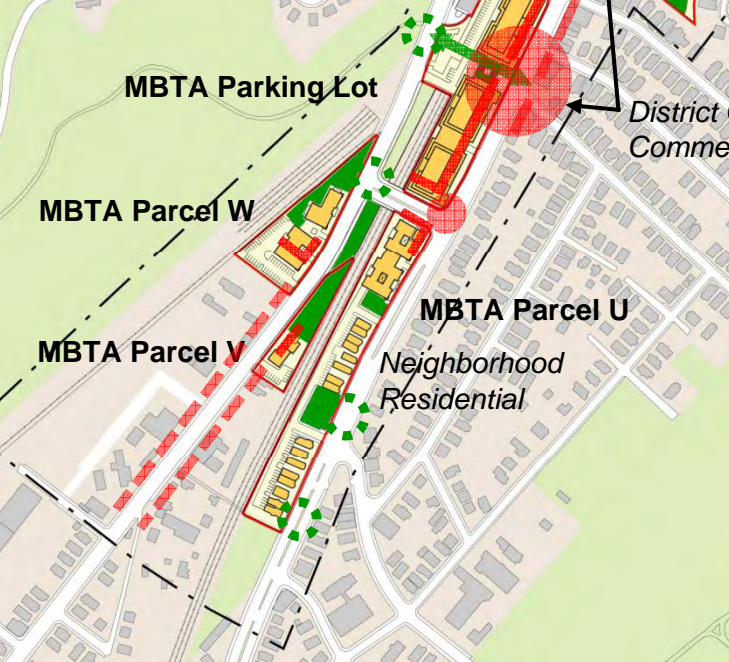 MBTA Parking Lot
District
Comme
MBTA Parcel W
MBTA Parcel U
MBTA Parcel V
Neighborhood
Residential